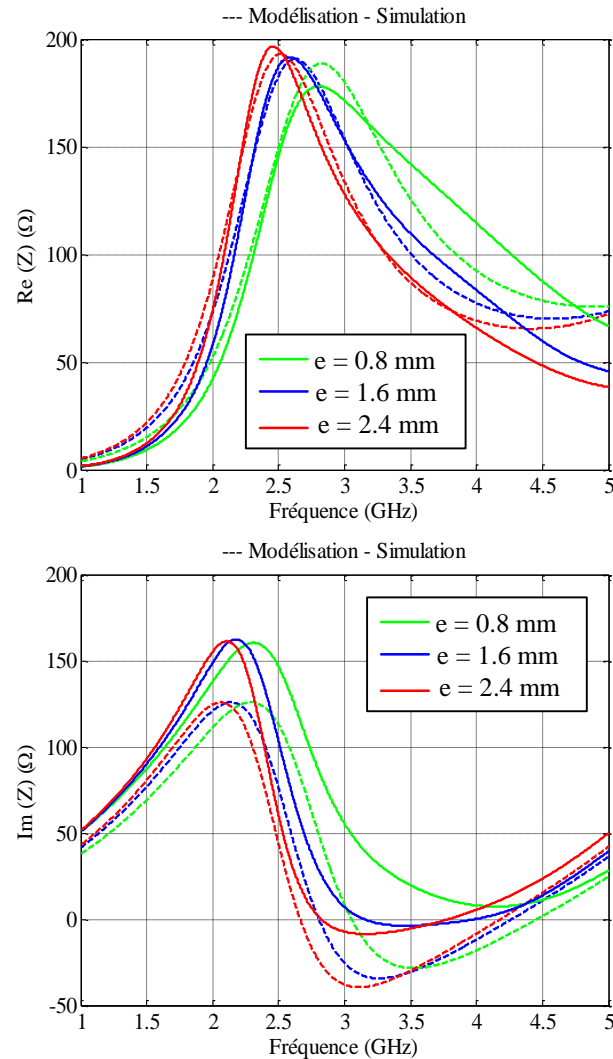 --- Modélisation - Simulation
200
150
100
50
0
Re (Z) (Ω)
e = 0.8 mm
e = 1.6 mm
e = 2.4 mm
1 1.5 2 2.5 3 3.5 4 4.5 5
Fréquence (GHz)
--- Modélisation - Simulation
200
150
100
50
0
-50
Im (Z) (Ω)
e = 0.8 mm
e = 1.6 mm
e = 2.4 mm
1 1.5 2 2.5 3 3.5 4 4.5 5
Fréquence (GHz)